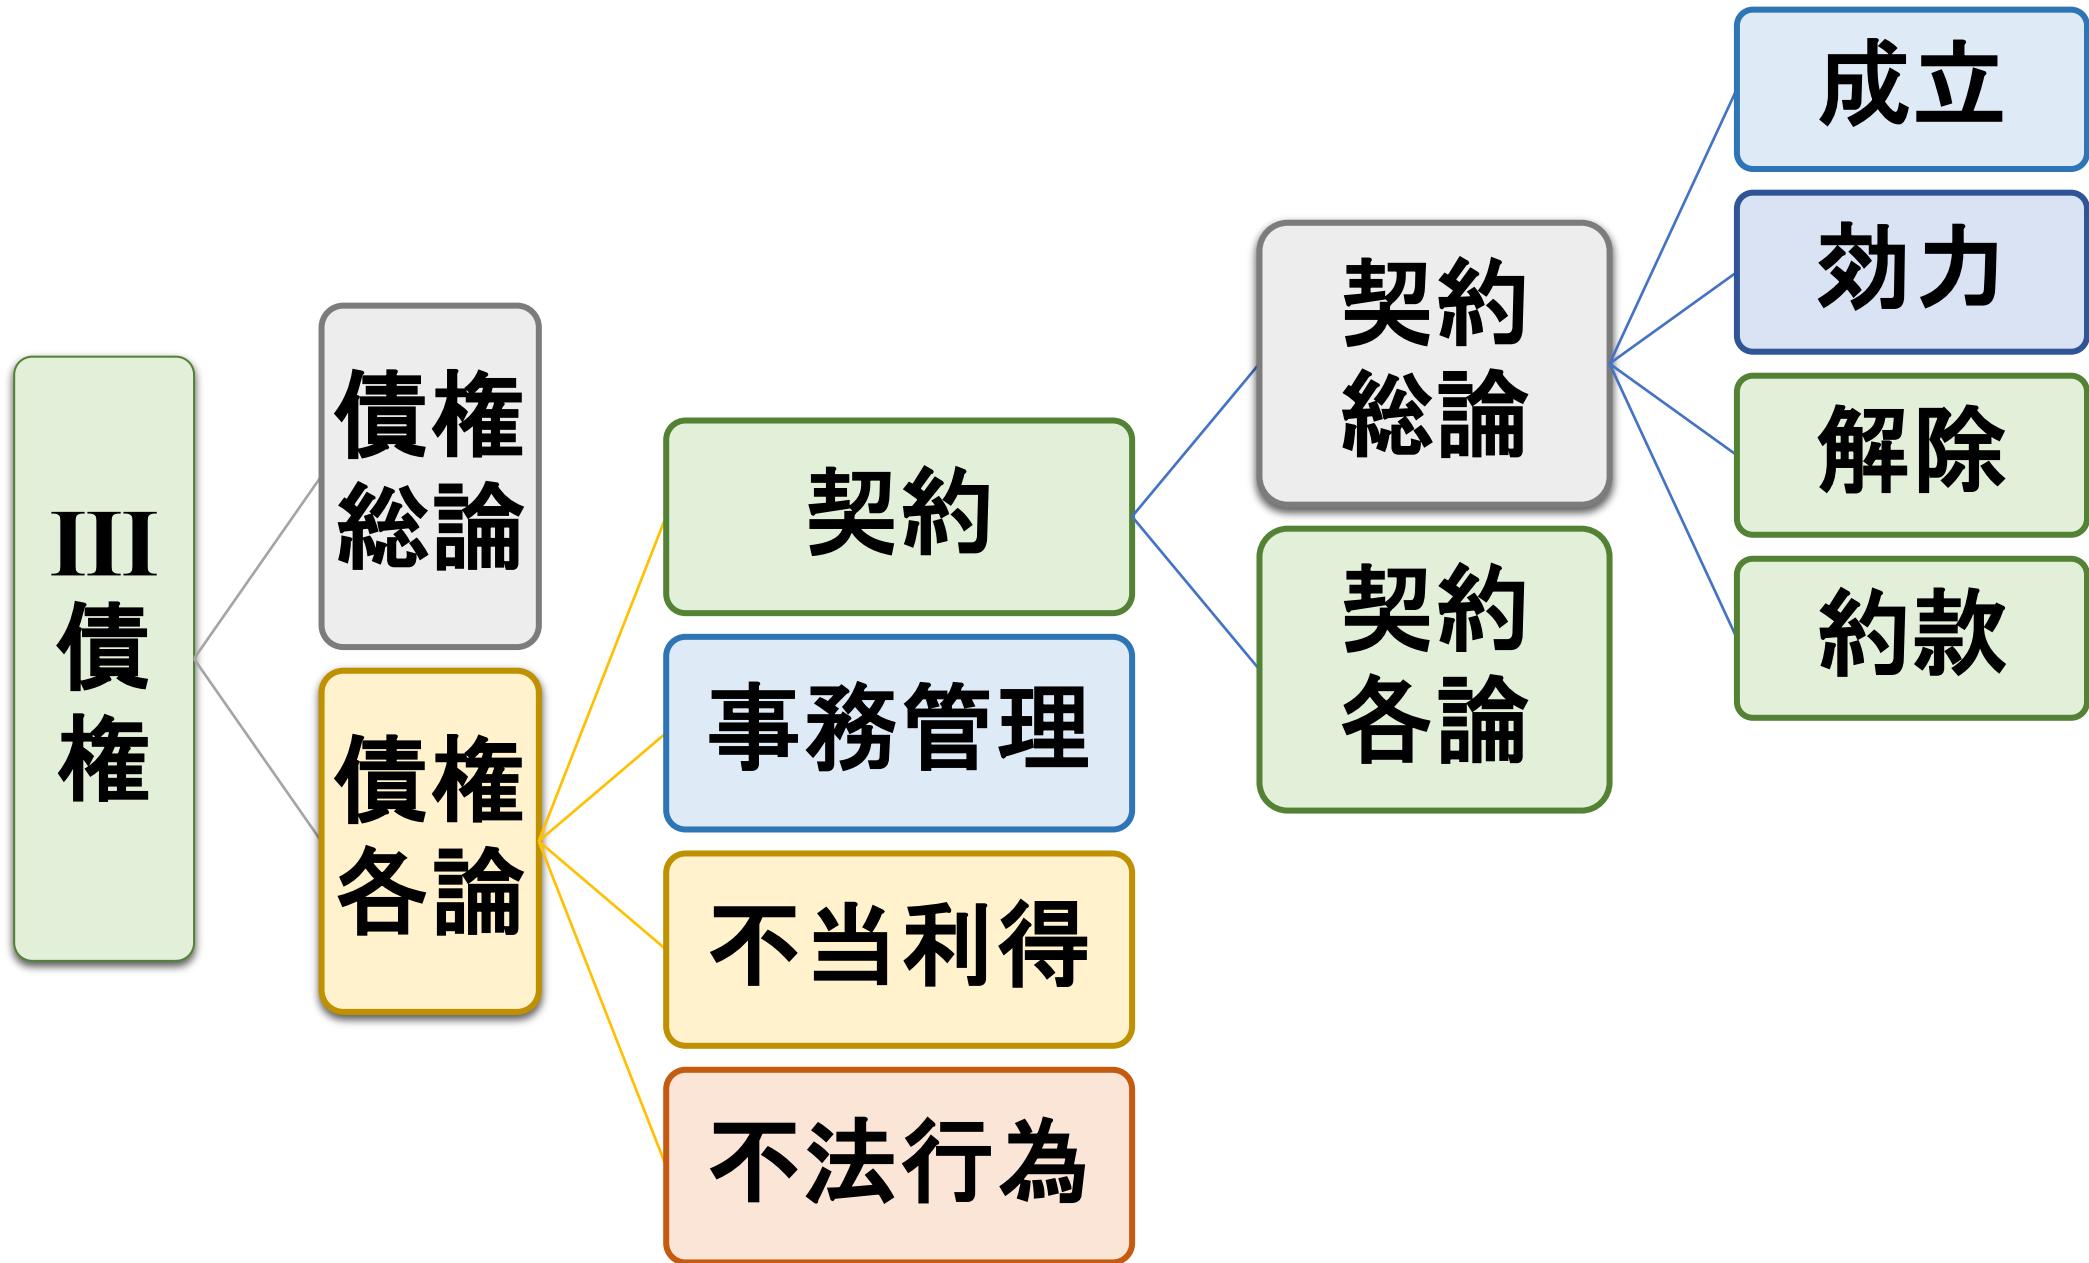 III
債
権
債権
総論
債権
各論
契約
事務管理
不当利得
不法行為
契約
総論
契約
各論
成立
効力
解除
約款